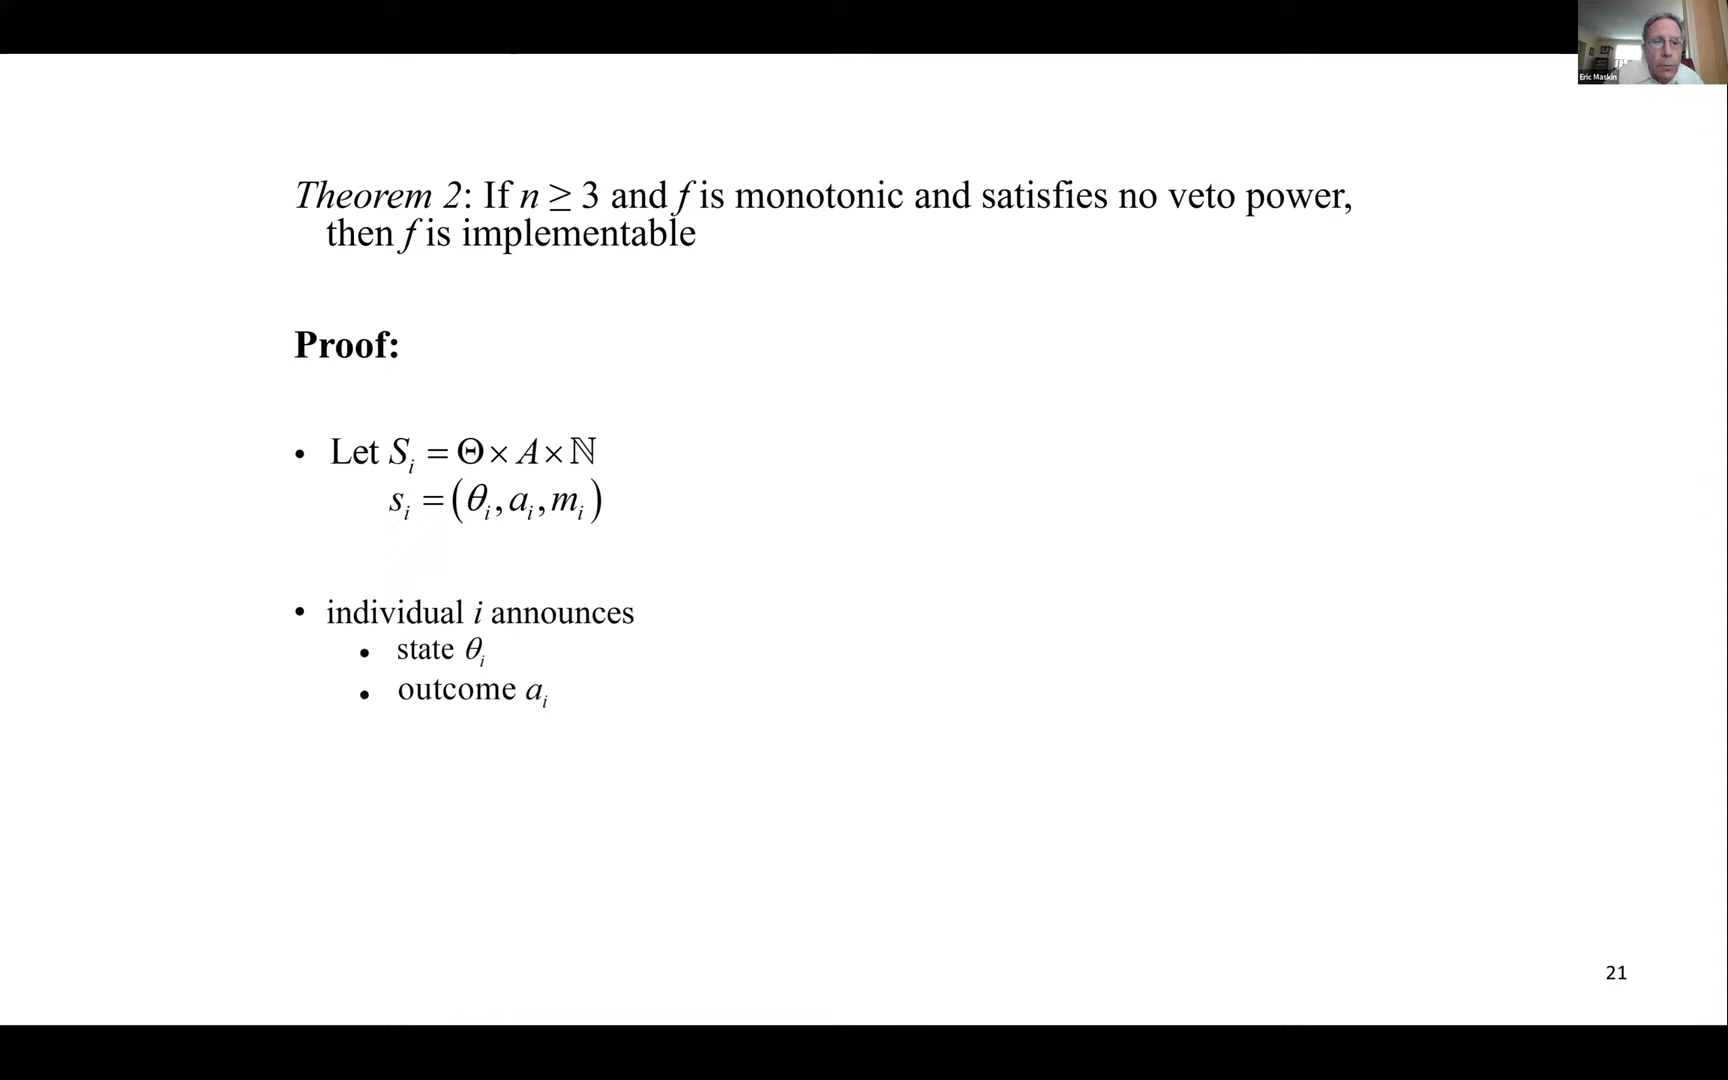 Eric Maskin
Theorem 2: If n ≥ 3 and f is monotonic and satisfies no veto power,
then f is implementable
Proof:
• Let S_i = Θ × A × ℕ
s_i = (θ_i, a_i, m_i)
• individual i announces
• state θ_i
• outcome a_i
21